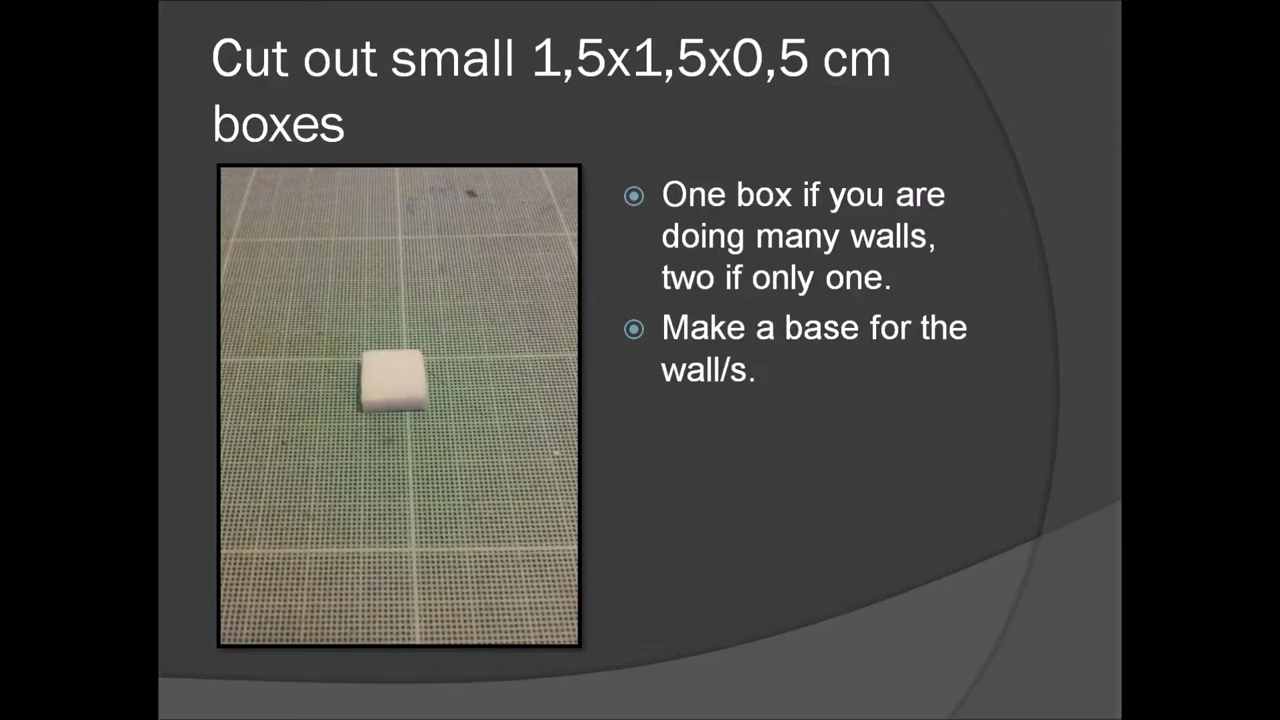 Cut out small 1,5x1,5x0,5 cm
boxes
One box if you are
doing many walls,
two if only one.
Make a base for the
wall/s.